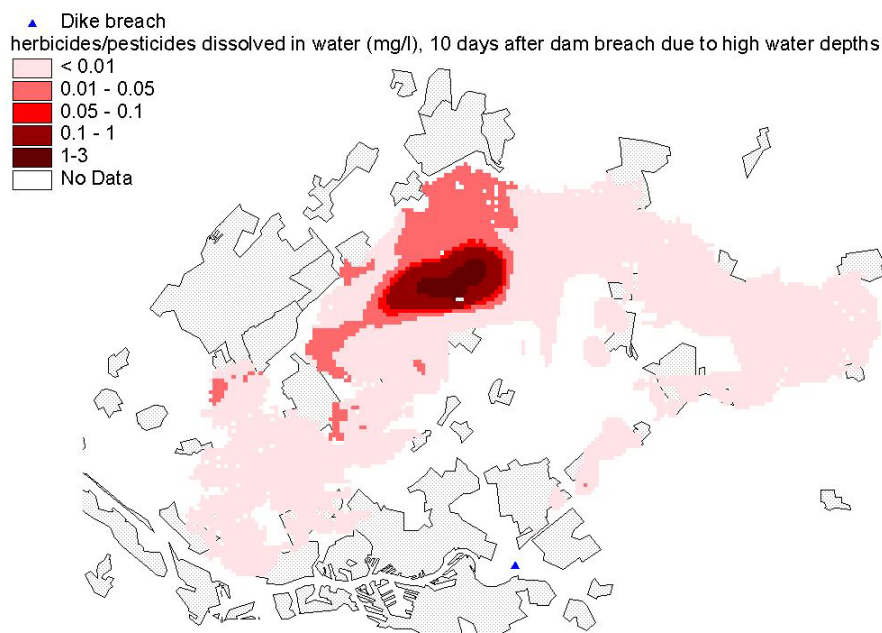 Dike breach
herbicides/pesticides dissolved in water (mg/l), 10 days after dam breach due to high water depths
< 0.01
0.01 - 0.05
0.05 - 0.1
0.1 - 1
1-3
No Data